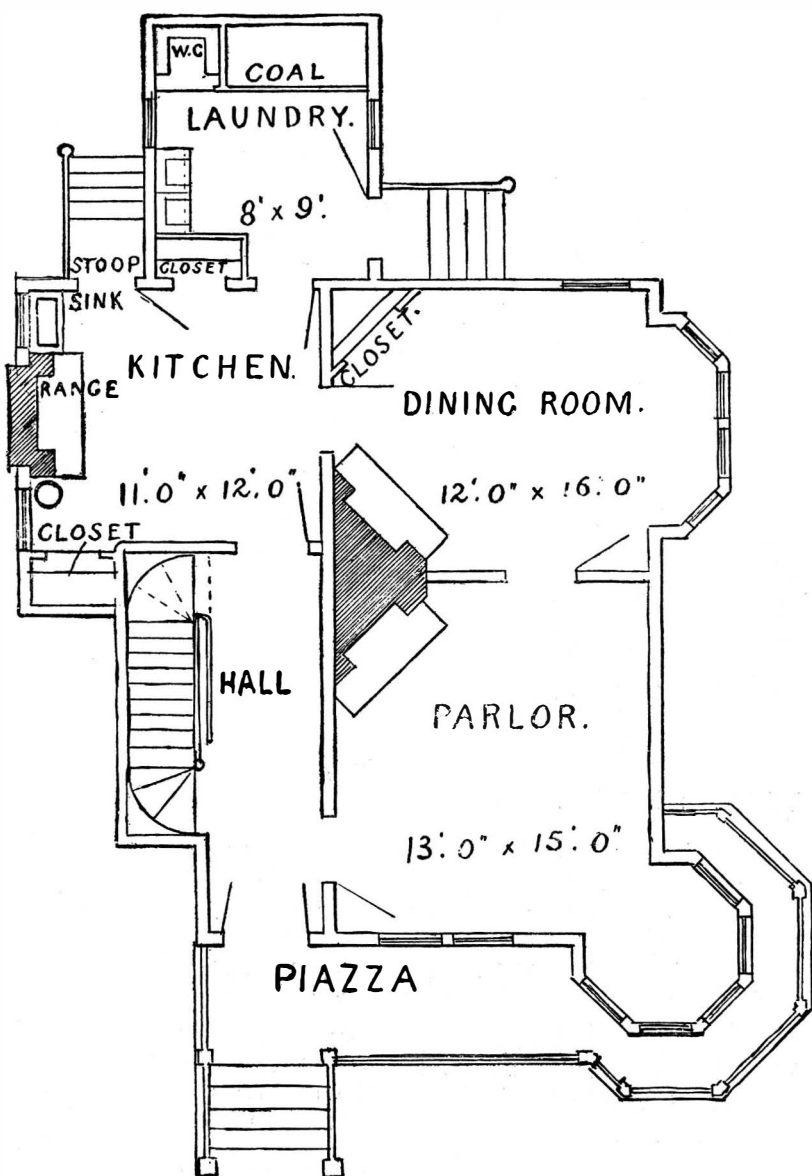 W.C
COAL
LAUNDRY.
8' x 9'.
STOOP
CLOSET
SINK
CLOSET.
KITCHEN.
RANGE
DINING ROOM.
11'.0" x 12'.0"
12'.0" x 16'.0"
CLOSET
HALL
PARLOR.
13'.0" x 15'.0"
PIAZZA